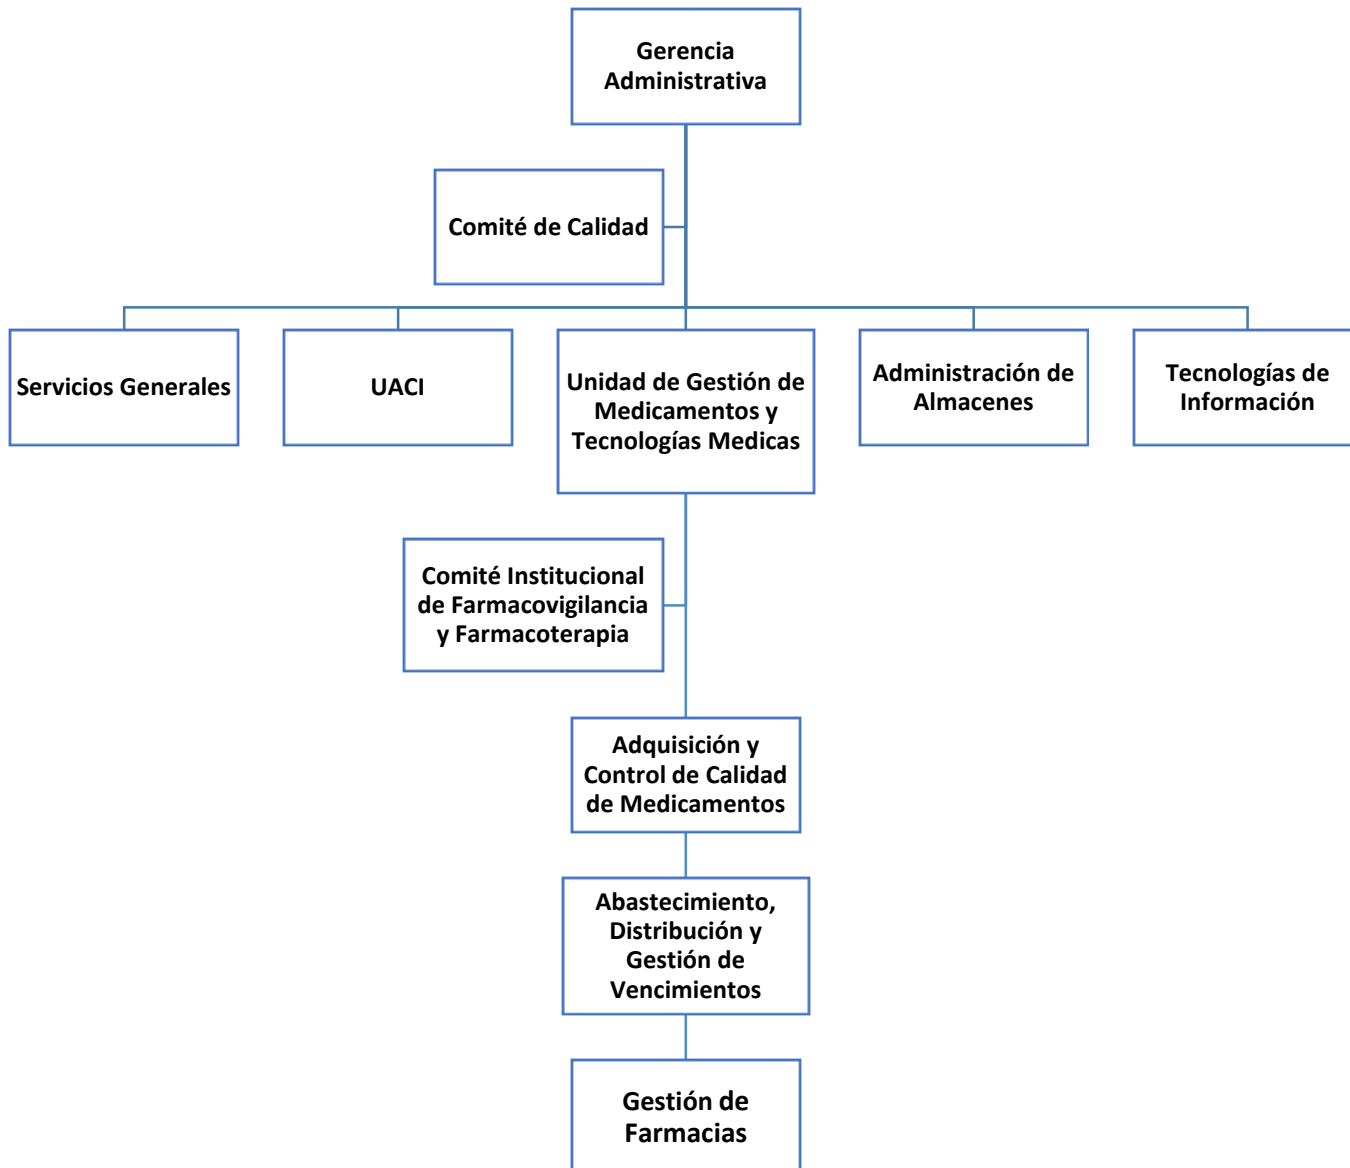 Gerencia
Administrativa
Comité de Calidad
Servicios Generales
UACI
Unidad de Gestión de
Medicamentos y
Tecnologías Medicas
Administración de
Almacenes
Tecnologías de
Información
Comité Institucional
de Farmacovigilancia
y Farmacoterapia
Adquisición y
Control de Calidad
de Medicamentos
Abastecimiento,
Distribución y
Gestión de
Vencimientos
Gestión de
Farmacias